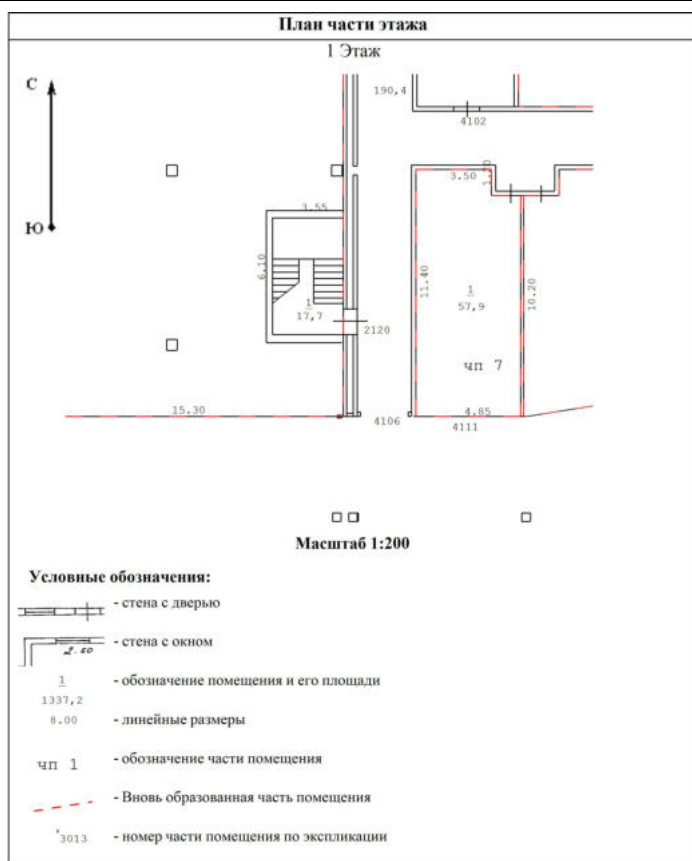 План части этажа
1 Этаж
С
190,4
4102
3.50
1.20
3.55
Ю
6.10
11.40
10.20
1
57,9
1
17,7
2120
чп 7
15.30
4.85
4106
4111
Масштаб 1:200
Условные обозначения:
- стена с дверью
- стена с окном
2.60
1
1337,2
- обозначение помещения и его площади
8.00
- линейные размеры
чп 1
- обозначение части помещения
- Вновь образованная часть помещения
3013
- номер части помещения по экспликации